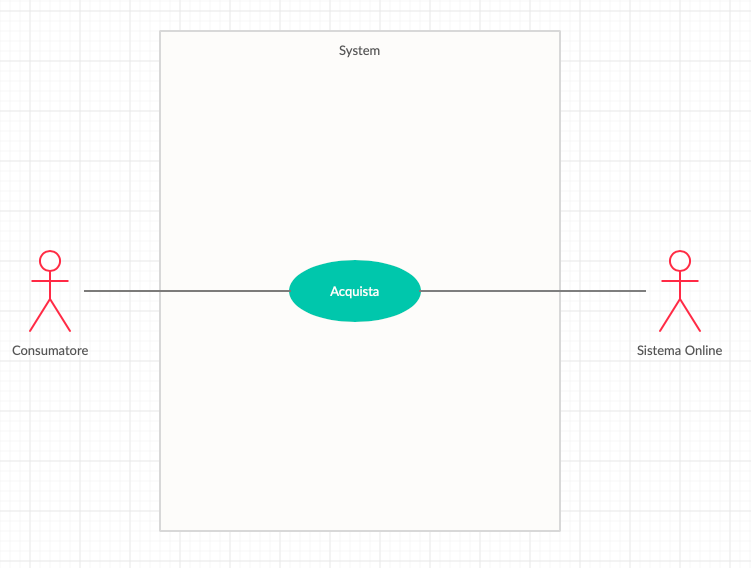 System
Acquista
Consumatore
Sistema Online